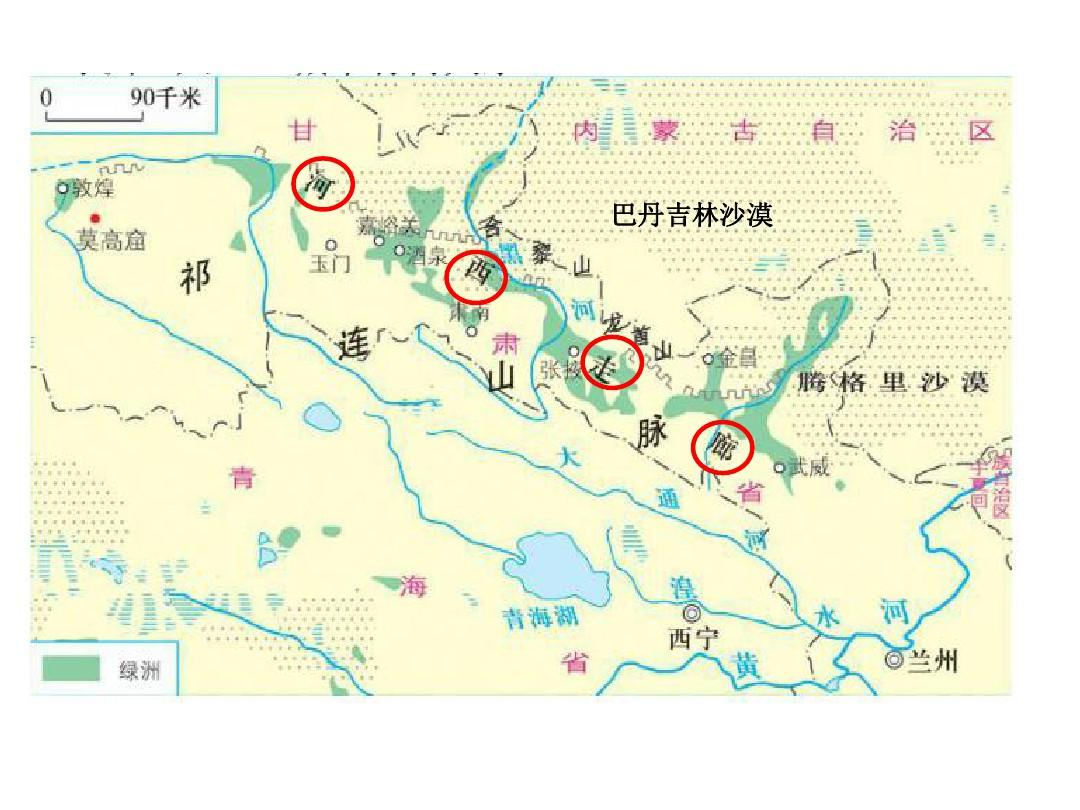 0 90千米
甘
内蒙古自治区
河
敦煌
莫高窟
嘉峪关
巴丹吉林沙漠
玉门
酒泉
合黎山
黑河
西
祁连山脉
肃南
肃
龙首山
张掖
走
金昌
腾格里沙漠
廊
武威
大通河
青
省
宁夏回
族自治区
海
青海湖
湟水
西宁
河
省
黄
兰州
绿洲